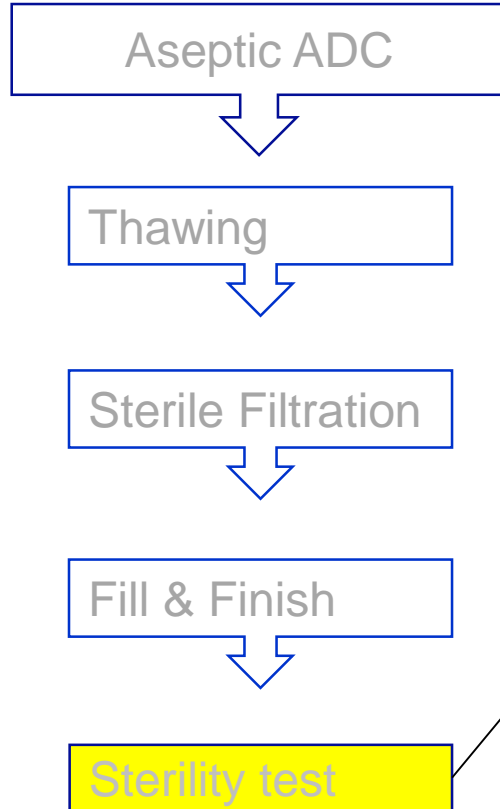 Aseptic ADC
Thawing
Sterile Filtration
Fill & Finish
Sterility test